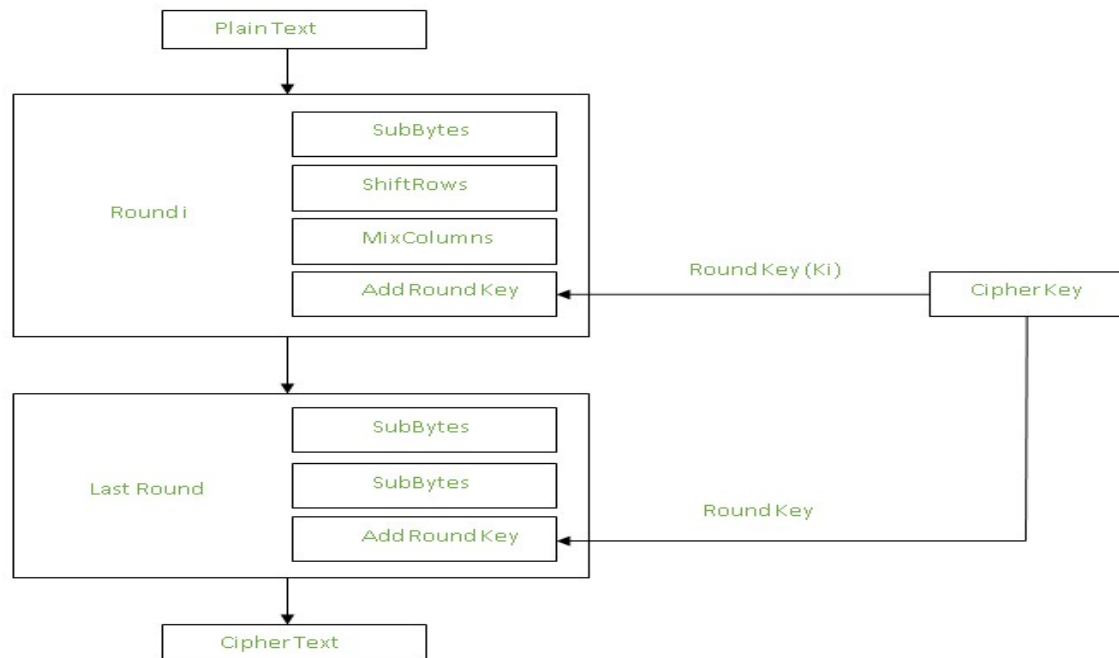 Plain Text
SubBytes
ShiftRows
Round i
MixColumns
Add Round Key
Round Key (Ki)
Cipher Key
SubBytes
Last Round
SubBytes
Add Round Key
Round Key
Cipher Text